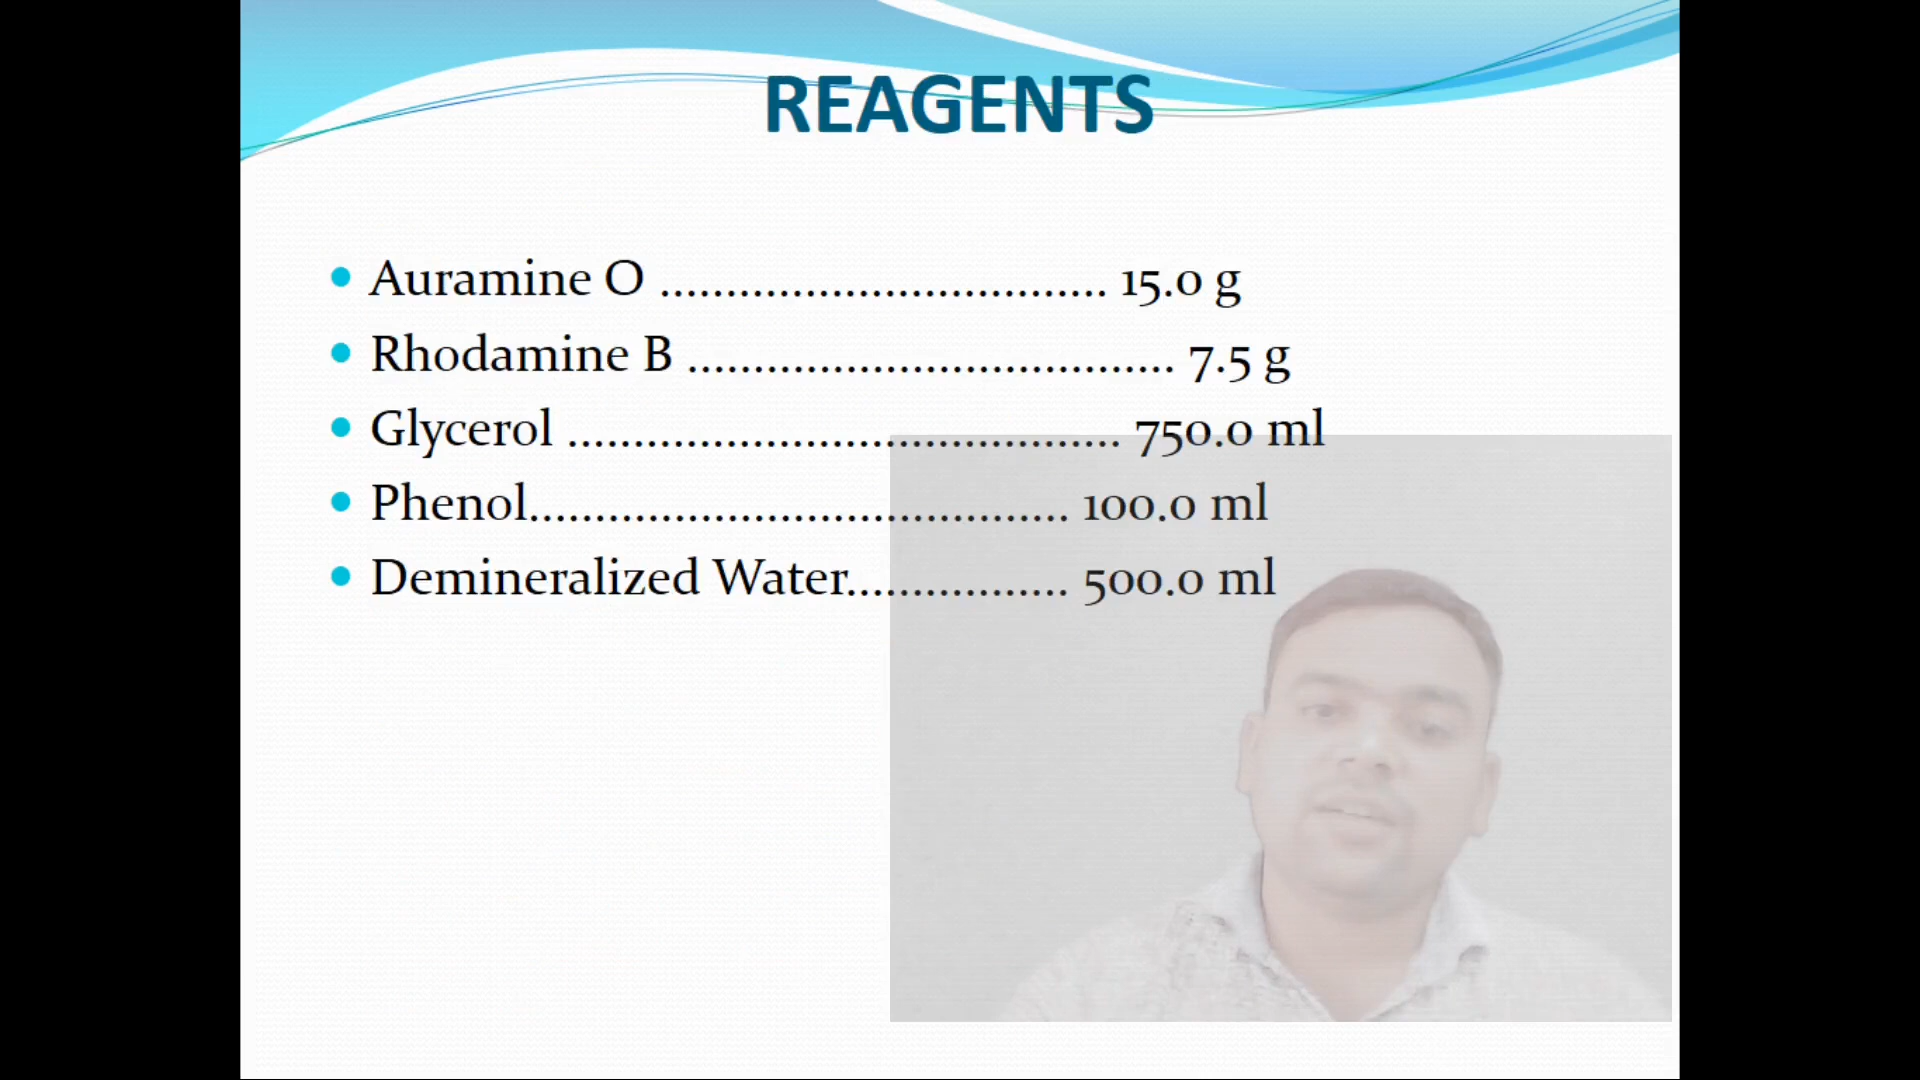 REAGENTS
• Auramine O .................................. 15.0 g
• Rhodamine B ..................................... 7.5 g
• Glycerol .......................................... 750.0 ml
• Phenol......................................... 100.0 ml
• Demineralized Water................. 500.0 ml